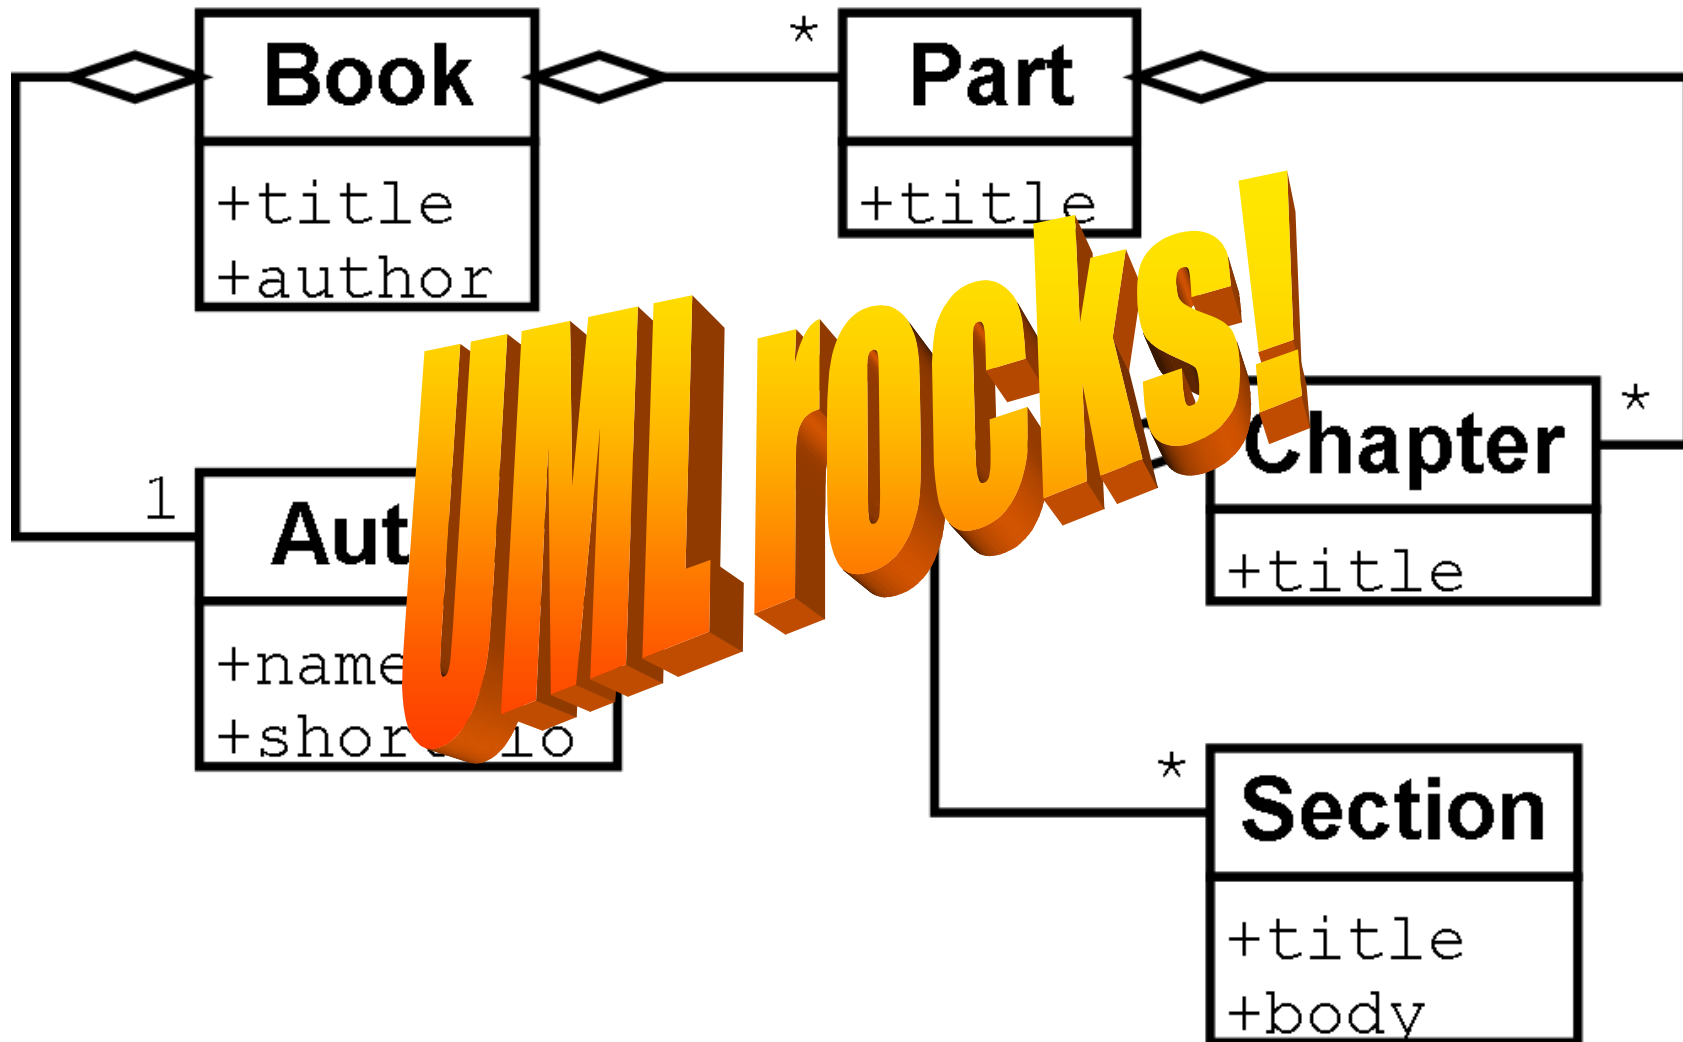 Book
+title
+author
*
Part
+title
UML rocks!
*
Chapter
+title
1
Aut
+name
*
Section
+title
+body